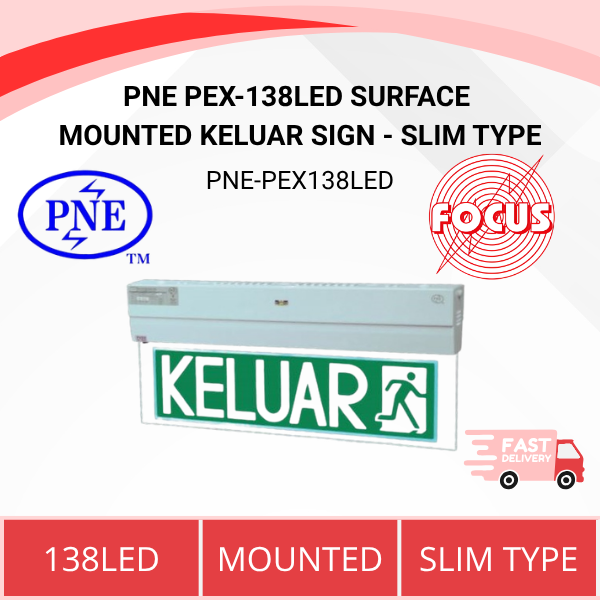 PNE PEX-138LED SURFACE
MOUNTED KELUAR SIGN - SLIM TYPE
PNE-PEX138LED
PNE
TM
FOCUS
KELUAR
FAST
DELIVERY
138LED
MOUNTED
SLIM TYPE